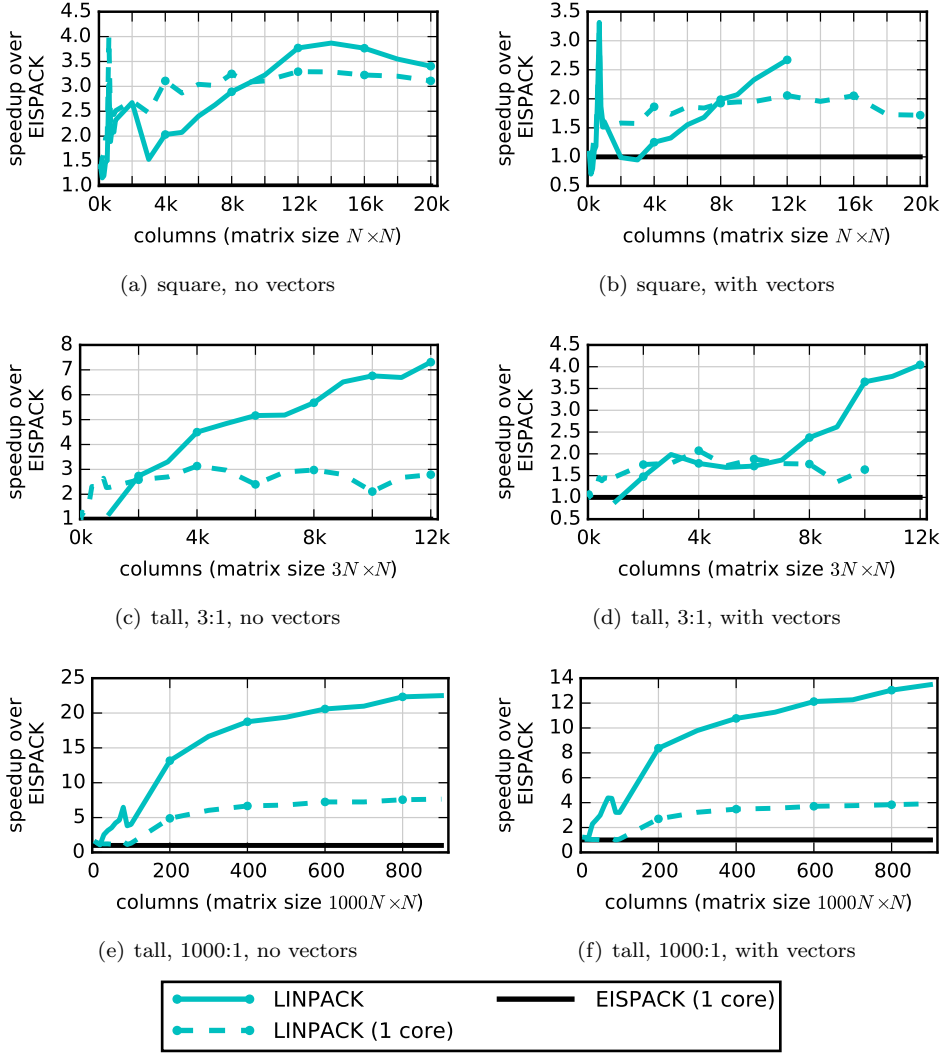 4.5
4.0
3.5
3.0
2.5
2.0
1.5
1.0
speedup over
EISPACK
0k 4k 8k 12k 16k 20k
columns (matrix size N×N)
(a) square, no vectors
3.5
3.0
2.5
2.0
1.5
1.0
0.5
speedup over
EISPACK
0k 4k 8k 12k 16k 20k
columns (matrix size N×N)
(b) square, with vectors
8
7
6
5
4
3
2
1
speedup over
EISPACK
0k 4k 8k 12k
columns (matrix size 3N×N)
(c) tall, 3:1, no vectors
4.5
4.0
3.5
3.0
2.5
2.0
1.5
1.0
0.5
speedup over
EISPACK
0k 4k 8k 12k
columns (matrix size 3N×N)
(d) tall, 3:1, with vectors
25
20
15
10
5
0
speedup over
EISPACK
0 200 400 600 800
columns (matrix size 1000N×N)
(e) tall, 1000:1, no vectors
14
12
10
8
6
4
2
0
speedup over
EISPACK
0 200 400 600 800
columns (matrix size 1000N×N)
(f) tall, 1000:1, with vectors
LINPACK
LINPACK (1 core)
EISPACK (1 core)